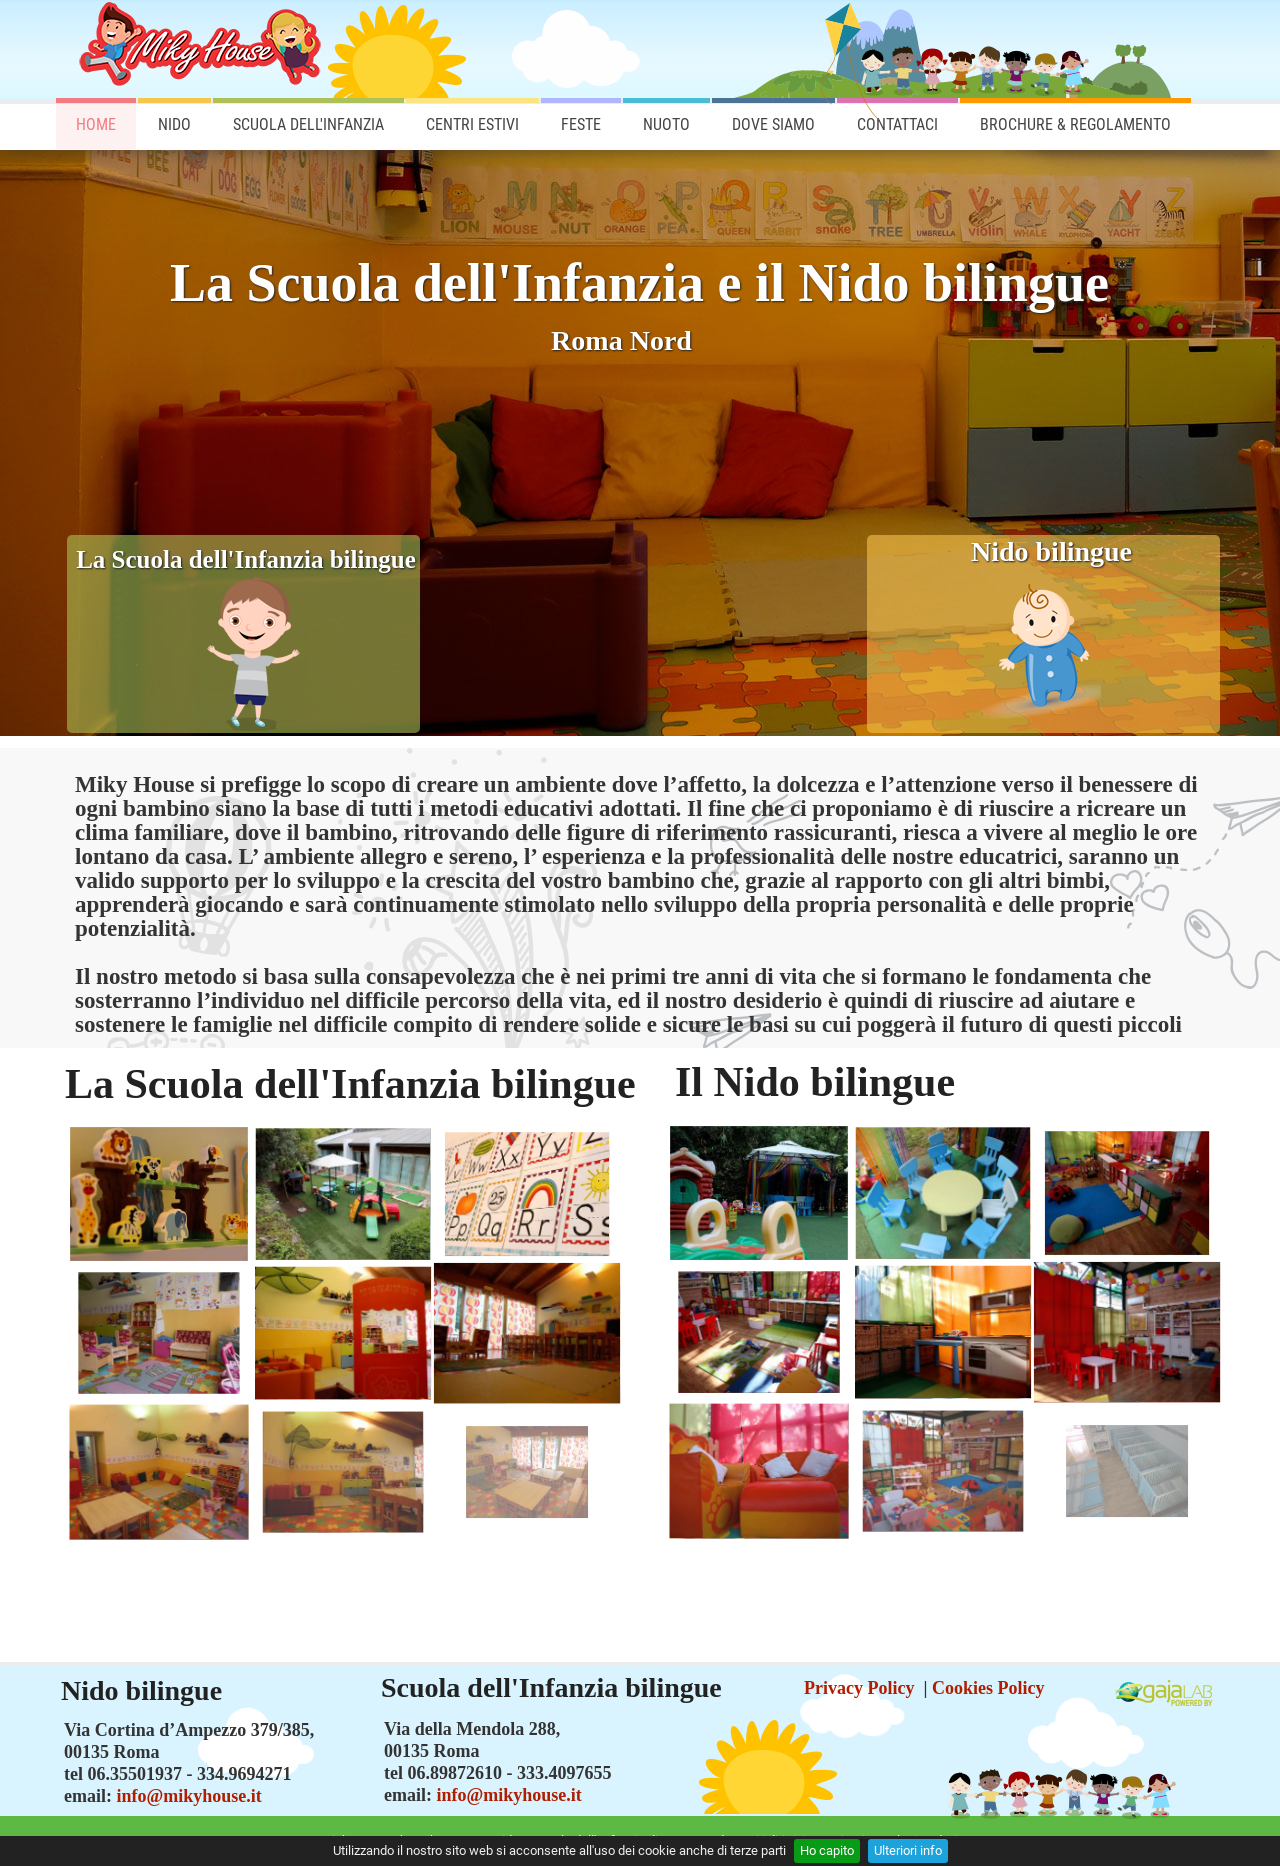 Miky House
HOME
NIDO
SCUOLA DELL'INFANZIA
CENTRI ESTIVI
FESTE
NUOTO
DOVE SIAMO
CONTATTACI
BROCHURE & REGOLAMENTO
BEE
CAT
DOG
EGG
LION
MOUSE
NUT
ORANGE
PEA
QUEEN
RABBIT
snake
TREE
UMBRELLA
violin
WHALE
XYLOPHONE
YACHT
ZEBRA
La Scuola dell'Infanzia e il Nido bilingue
Roma Nord
La Scuola dell'Infanzia bilingue
Nido bilingue
Miky House si prefigge lo scopo di creare un ambiente dove l’affetto, la dolcezza e l’attenzione verso il benessere di
ogni bambino siano la base di tutti i metodi educativi adottati. Il fine che ci proponiamo è di riuscire a ricreare un
clima familiare, dove il bambino, ritrovando delle figure di riferimento rassicuranti, riesca a vivere al meglio le ore
lontano da casa. L’ ambiente allegro e sereno, l’ esperienza e la professionalità delle nostre educatrici, saranno un
valido supporto per lo sviluppo e la crescita del vostro bambino che, grazie al rapporto con gli altri bimbi,
apprenderà giocando e sarà continuamente stimolato nello sviluppo della propria personalità e delle proprie
potenzialità.
Il nostro metodo si basa sulla consapevolezza che è nei primi tre anni di vita che si formano le fondamenta che
sosterranno l’individuo nel difficile percorso della vita, ed il nostro desiderio è quindi di riuscire ad aiutare e
sostenere le famiglie nel difficile compito di rendere solide e sicure le basi su cui poggerà il futuro di questi piccoli
La Scuola dell'Infanzia bilingue
Il Nido bilingue
Nido bilingue
Via Cortina d’Ampezzo 379/385,
00135 Roma
tel 06.35501937 - 334.9694271
email: info@mikyhouse.it
Scuola dell'Infanzia bilingue
Via della Mendola 288,
00135 Roma
tel 06.89872610 - 333.4097655
email: info@mikyhouse.it
Privacy Policy | Cookies Policy
gajaLAB
POWERED BY
Utilizzando il nostro sito web si acconsente all'uso dei cookie anche di terze parti
Ho capito
Ulteriori info